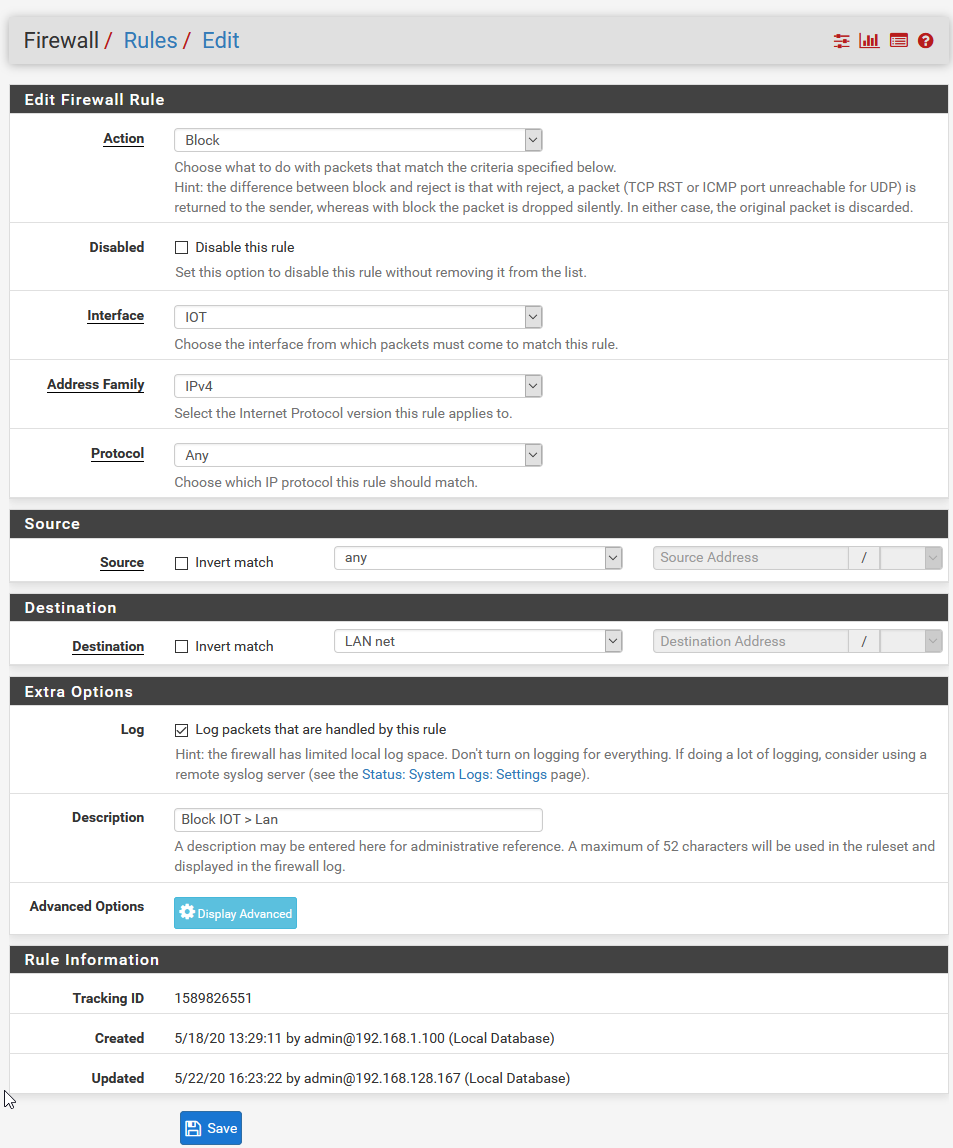 Firewall / Rules / Edit
Edit Firewall Rule
Action
Block
Choose what to do with packets that match the criteria specified below.
Hint: the difference between block and reject is that with reject, a packet (TCP RST or ICMP port unreachable for UDP) is
returned to the sender, whereas with block the packet is dropped silently. In either case, the original packet is discarded.
Disabled
Disable this rule
Set this option to disable this rule without removing it from the list.
Interface
IOT
Choose the interface from which packets must come to match this rule.
Address Family
IPv4
Select the Internet Protocol version this rule applies to.
Protocol
Any
Choose which IP protocol this rule should match.
Source
Source
Invert match
any
Source Address
/
Destination
Destination
Invert match
LAN net
Destination Address
/
Extra Options
Log
Log packets that are handled by this rule
Hint: the firewall has limited local log space. Don't turn on logging for everything. If doing a lot of logging, consider using a
remote syslog server (see the Status: System Logs: Settings page).
Description
Block IOT > Lan
A description may be entered here for administrative reference. A maximum of 52 characters will be used in the ruleset and
displayed in the firewall log.
Advanced Options
Display Advanced
Rule Information
Tracking ID
1589826551
Created
5/18/20 13:29:11 by admin@192.168.1.100 (Local Database)
Updated
5/22/20 16:23:22 by admin@192.168.128.167 (Local Database)
Save